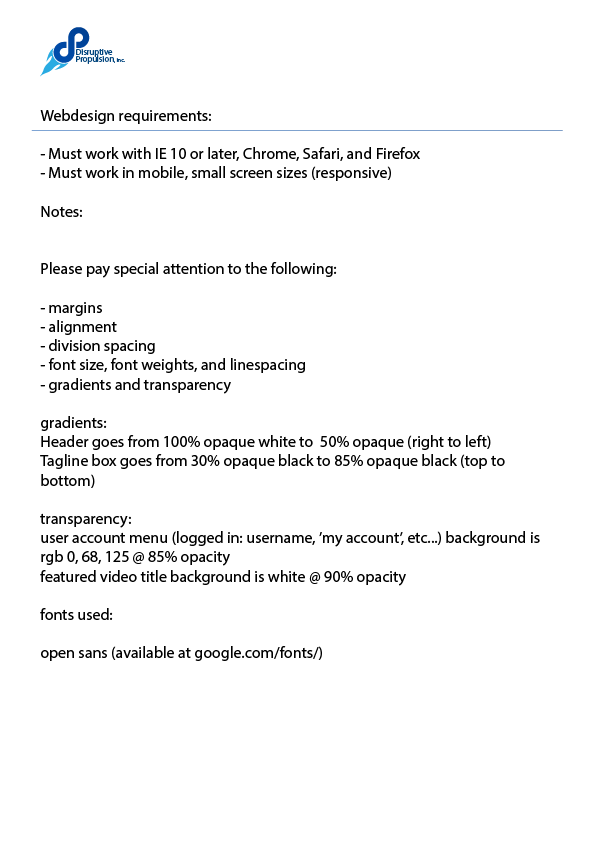 Disruptive
Propulsion, Inc.
Webdesign requirements:
- Must work with IE 10 or later, Chrome, Safari, and Firefox
- Must work in mobile, small screen sizes (responsive)
Notes:
Please pay special attention to the following:
- margins
- alignment
- division spacing
- font size, font weights, and linespacing
- gradients and transparency
gradients:
Header goes from 100% opaque white to  50% opaque (right to left)
Tagline box goes from 30% opaque black to 85% opaque black (top to
bottom)
transparency:
user account menu (logged in: username, ’my account’, etc...) background is
rgb 0, 68, 125 @ 85% opacity
featured video title background is white @ 90% opacity
fonts used:
open sans (available at google.com/fonts/)